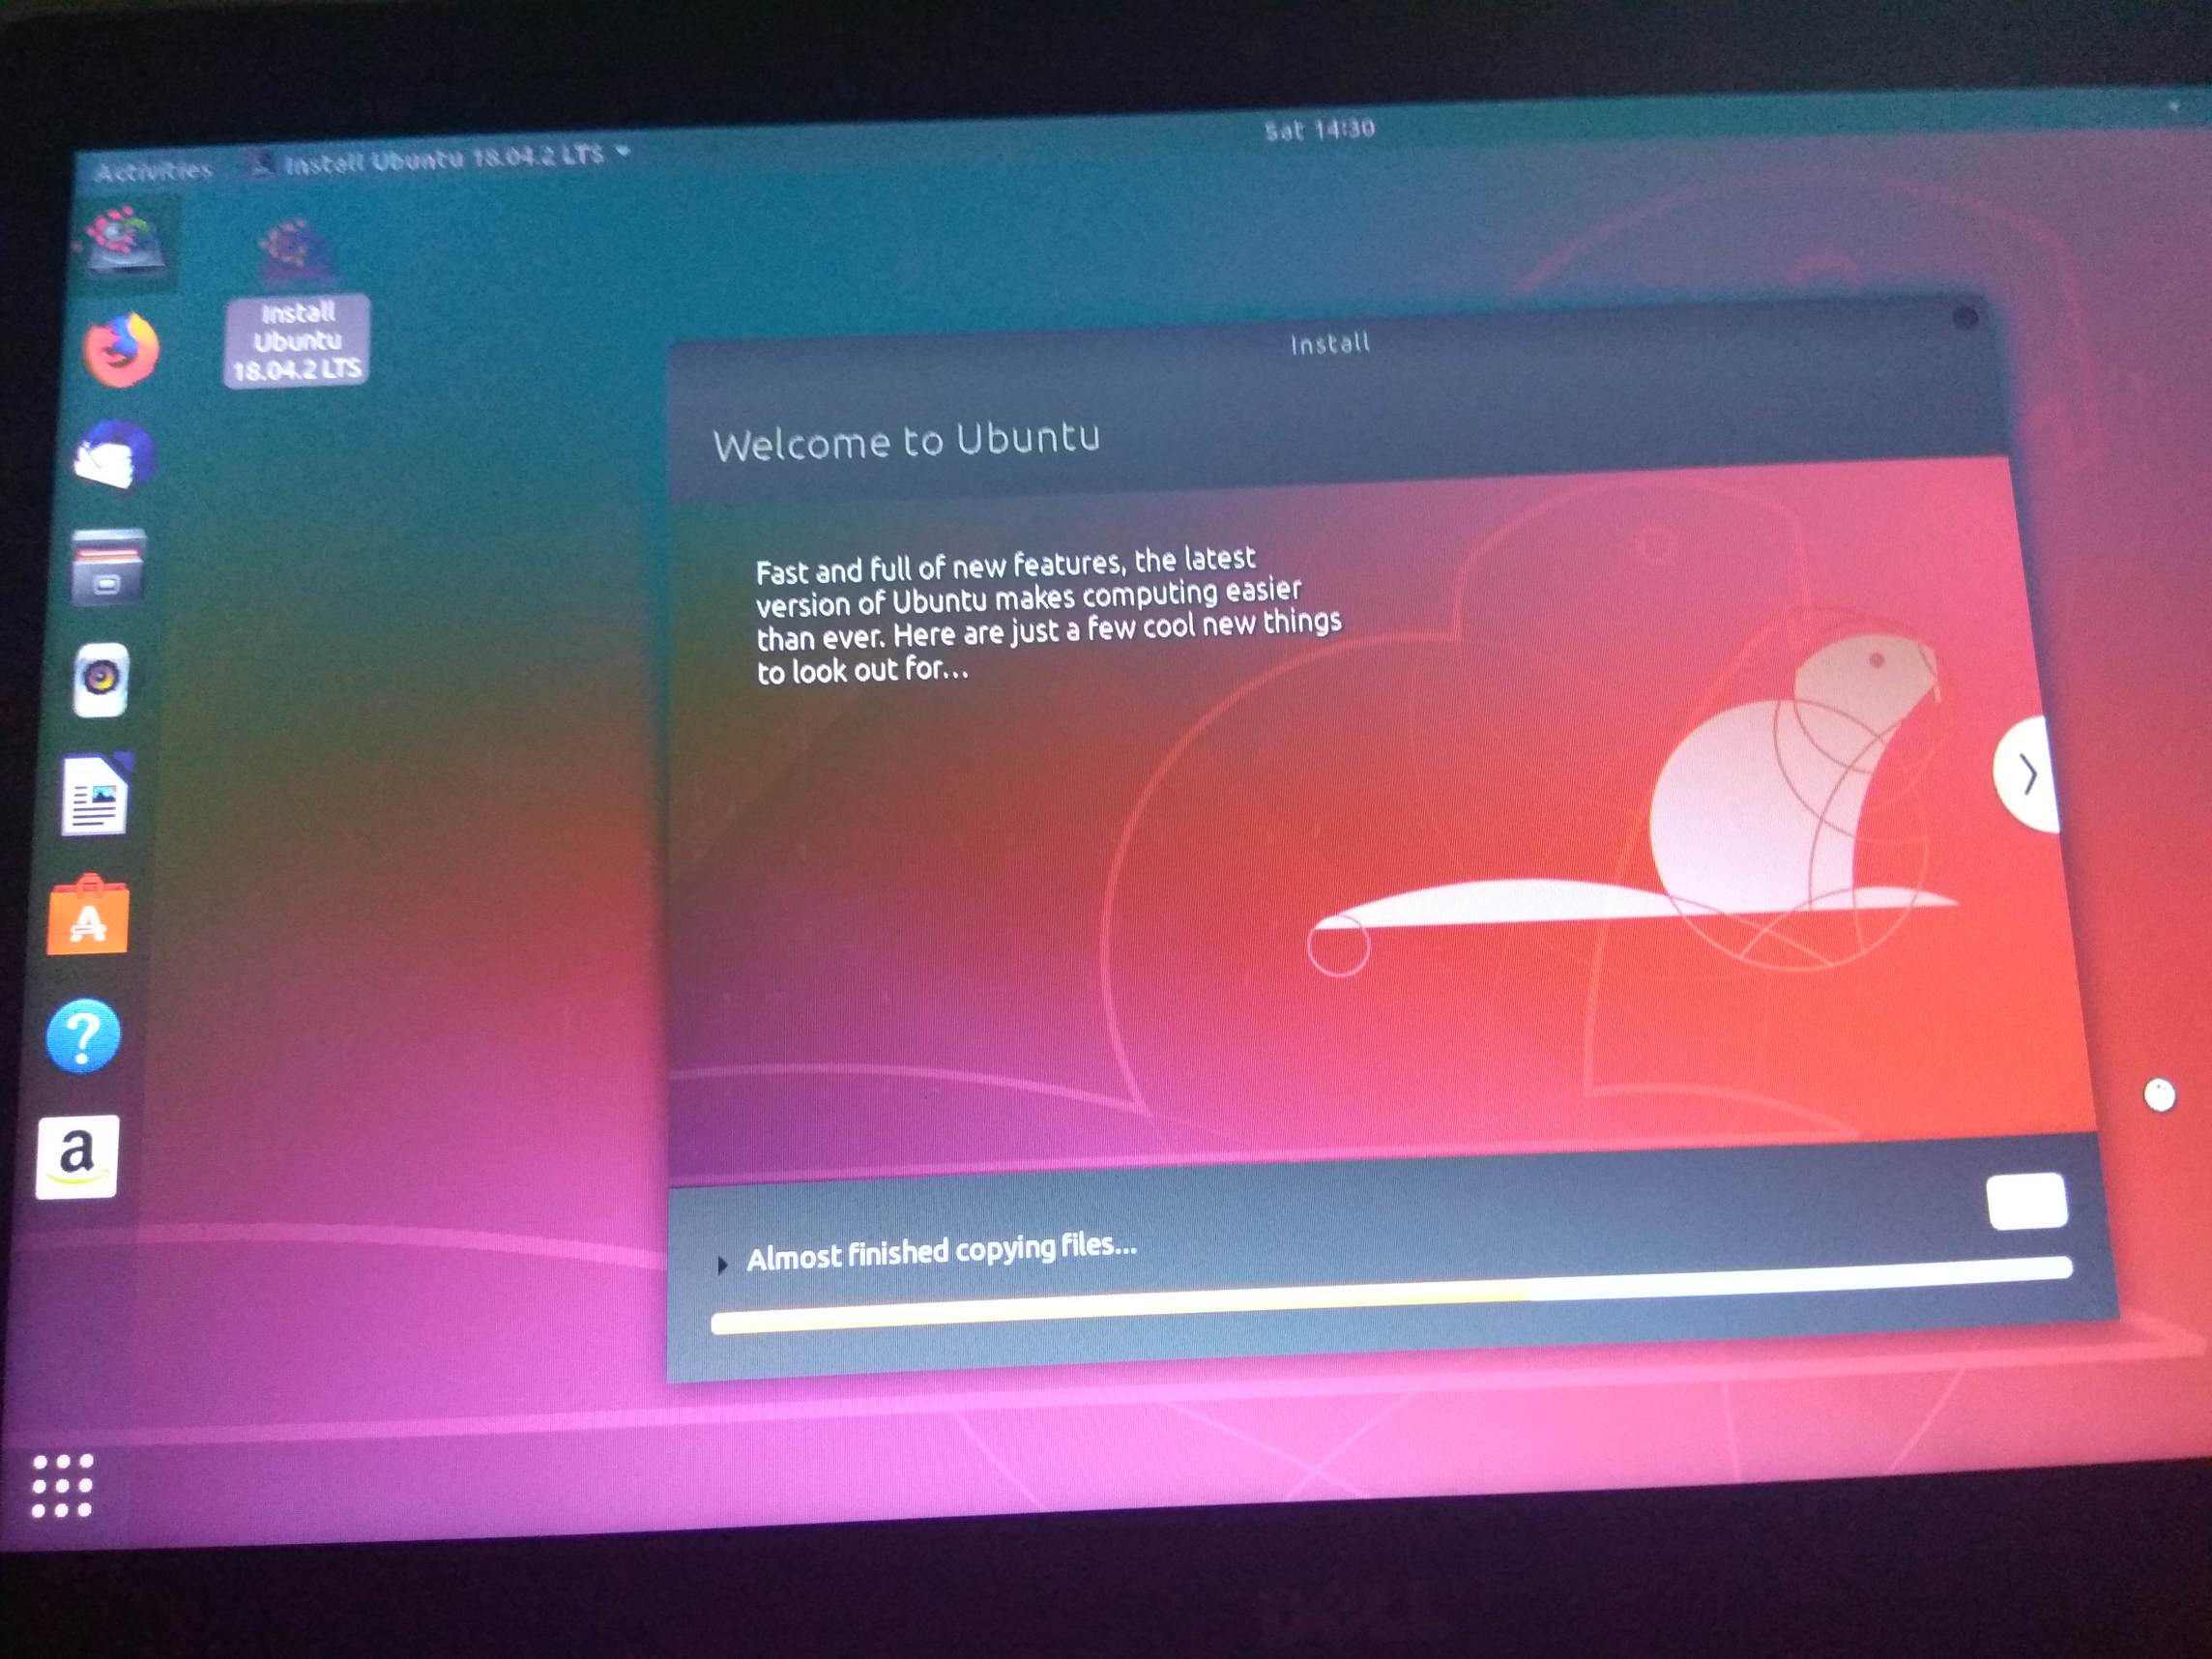 Activities
Install Ubuntu 18.04.2 LTS
Sat 14:30
Install
Ubuntu
18.04.2 LTS
Install
Welcome to Ubuntu
Fast and full of new features, the latest
version of Ubuntu makes computing easier
than ever. Here are just a few cool new things
to look out for...
A
?
a
Almost finished copying files...